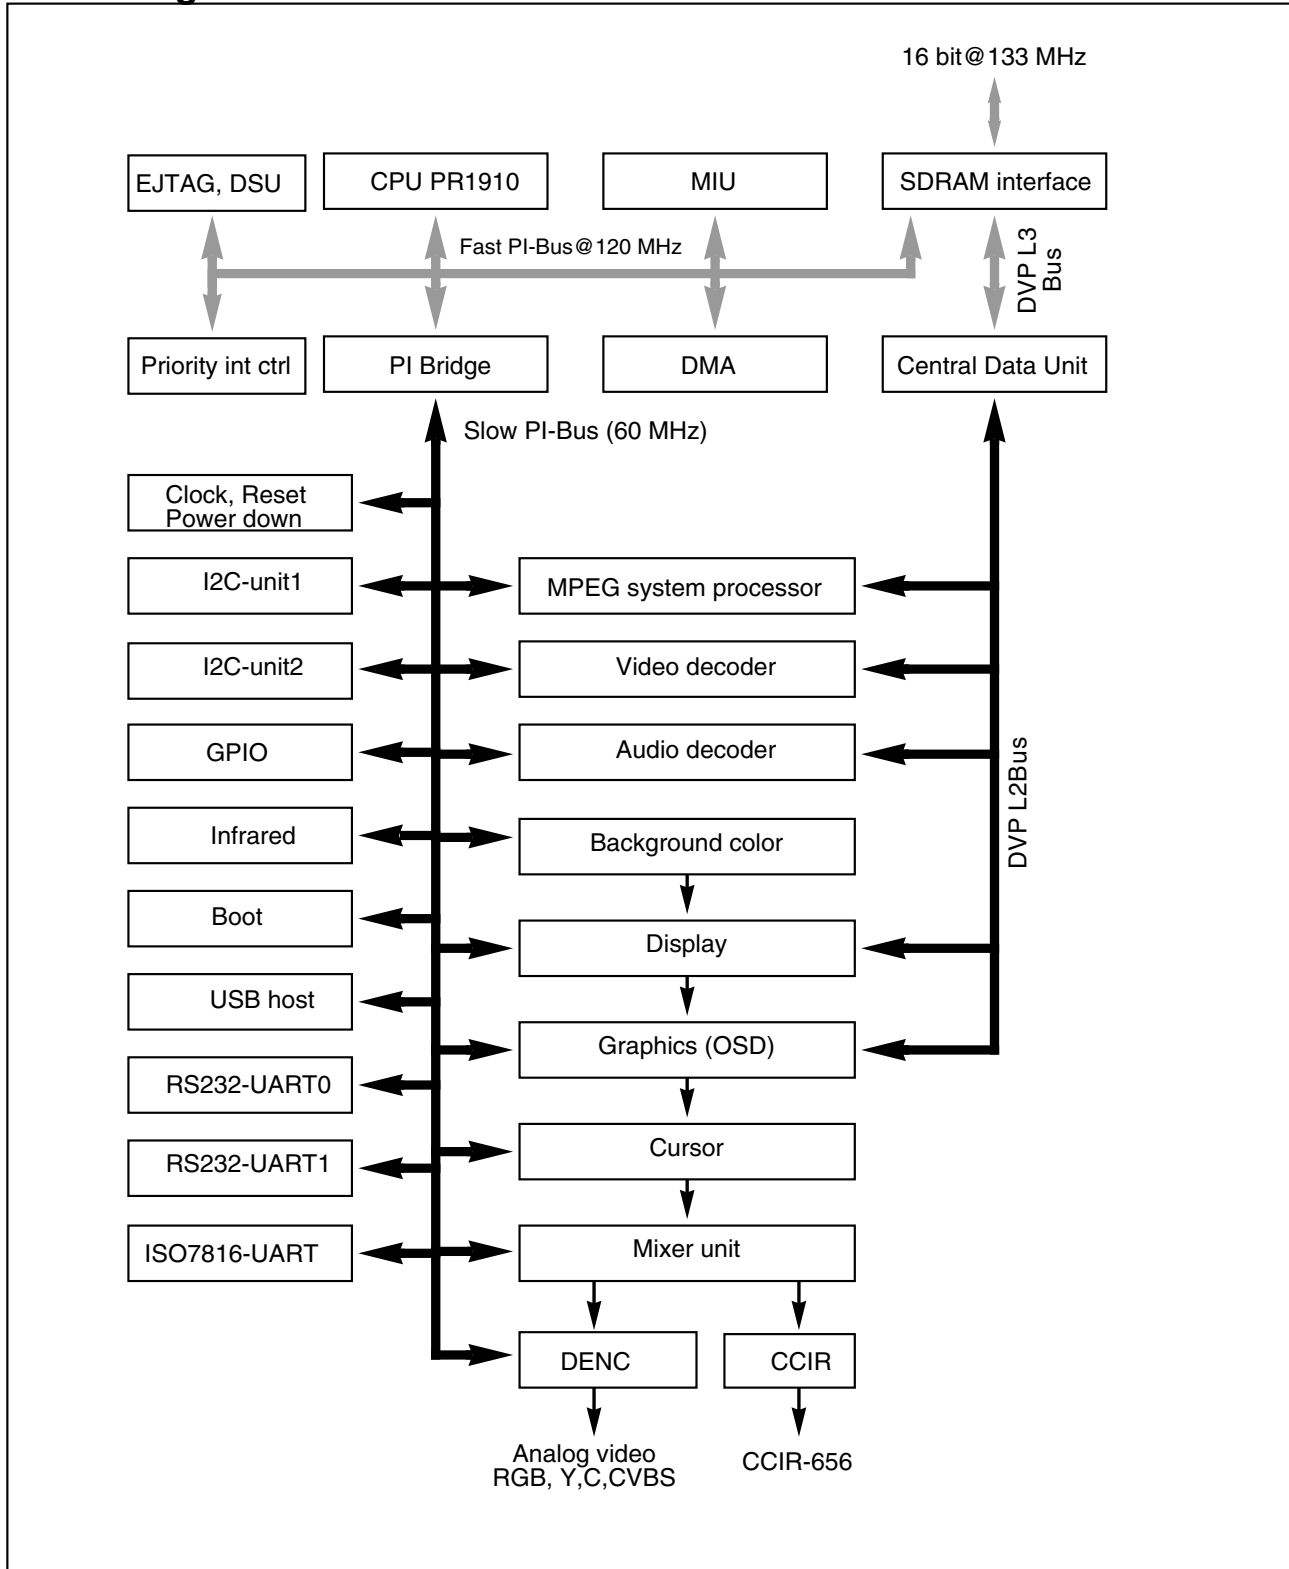 16 bit@133 MHz
EJTAG, DSU
CPU PR1910
MIU
SDRAM interface
Fast PI-Bus@120 MHz
DVP L3
Bus
Priority int ctrl
PI Bridge
DMA
Central Data Unit
Slow PI-Bus (60 MHz)
Clock, Reset
Power down
I2C-unit1
MPEG system processor
I2C-unit2
Video decoder
GPIO
Audio decoder
DVP L2Bus
Infrared
Background color
Boot
Display
USB host
Graphics (OSD)
RS232-UART0
RS232-UART1
Cursor
ISO7816-UART
Mixer unit
DENC
CCIR
Analog video
RGB, Y,C,CVBS
CCIR-656